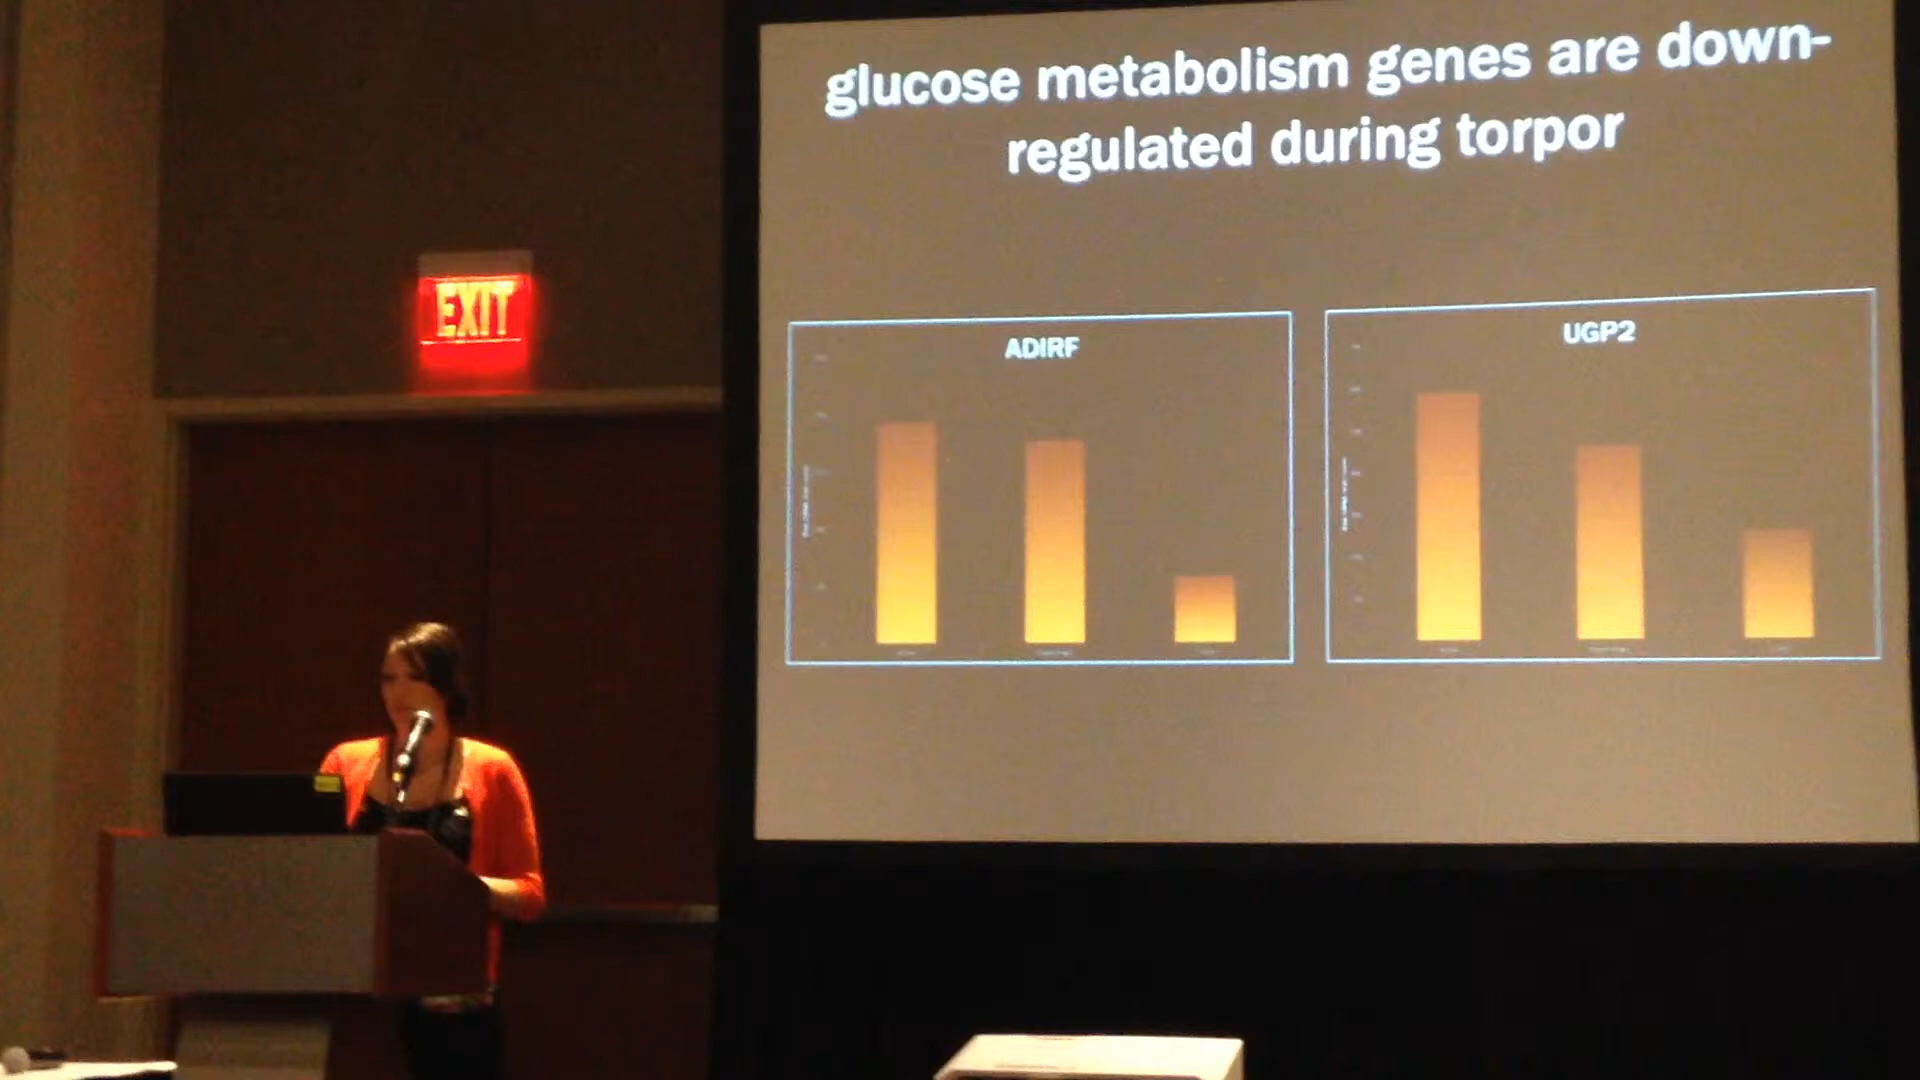 glucose metabolism genes are down-
regulated during torpor
EXIT
ADIRF
UGP2